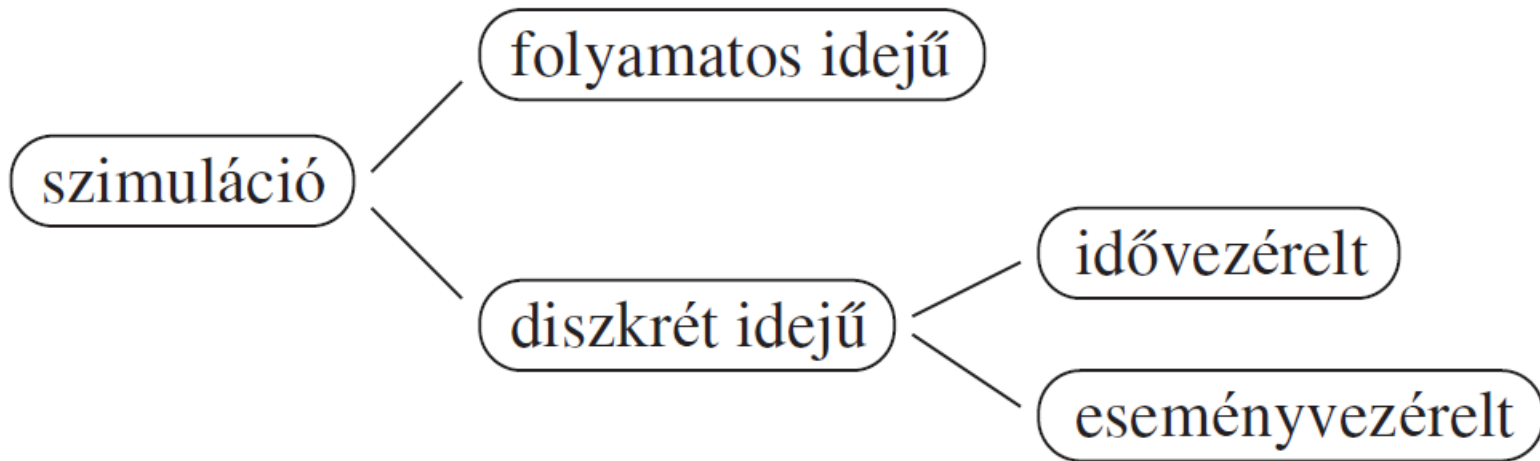 folyamatos idejű
szimuláció
idővezérelt
diszkrét idejű
eseményvezérelt